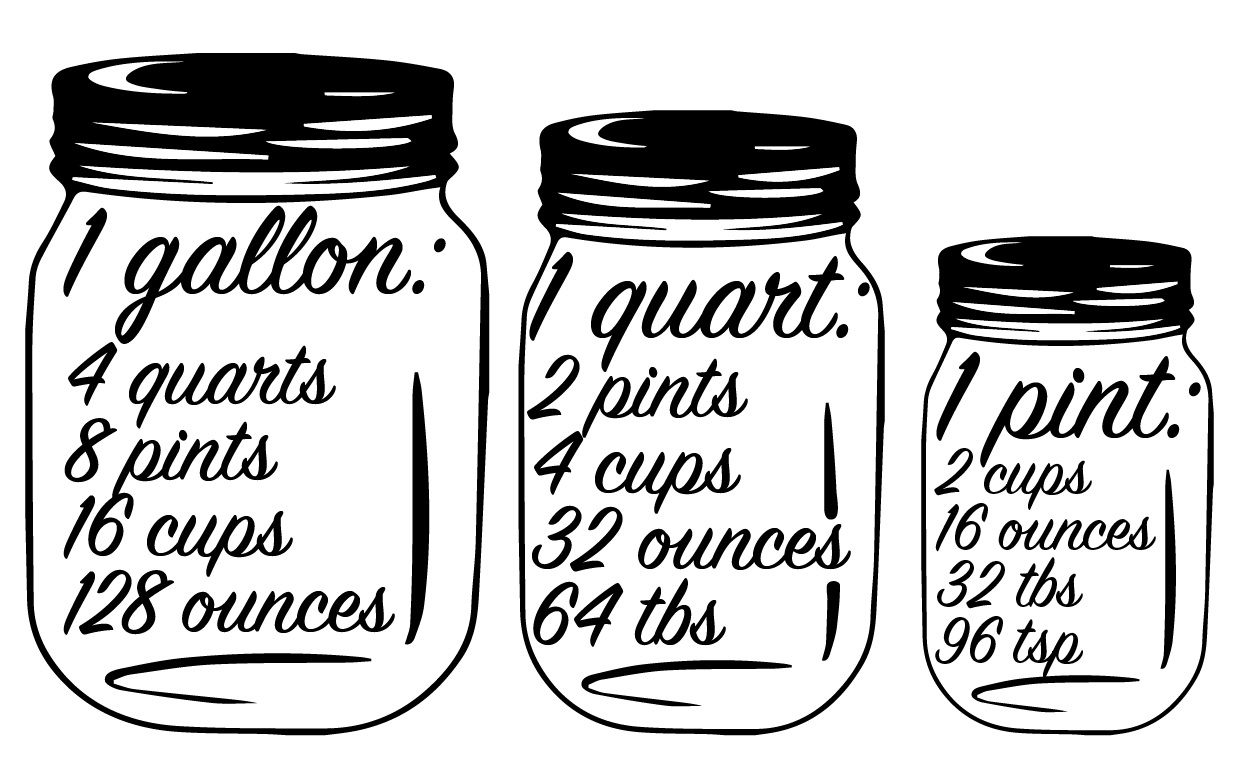 1 gallon:
4 quarts
8 pints
16 cups
128 ounces
1 quart:
2 pints
4 cups
32 ounces
64 tbs
1 pint:
2 cups
16 ounces
32 tbs
96 tsp